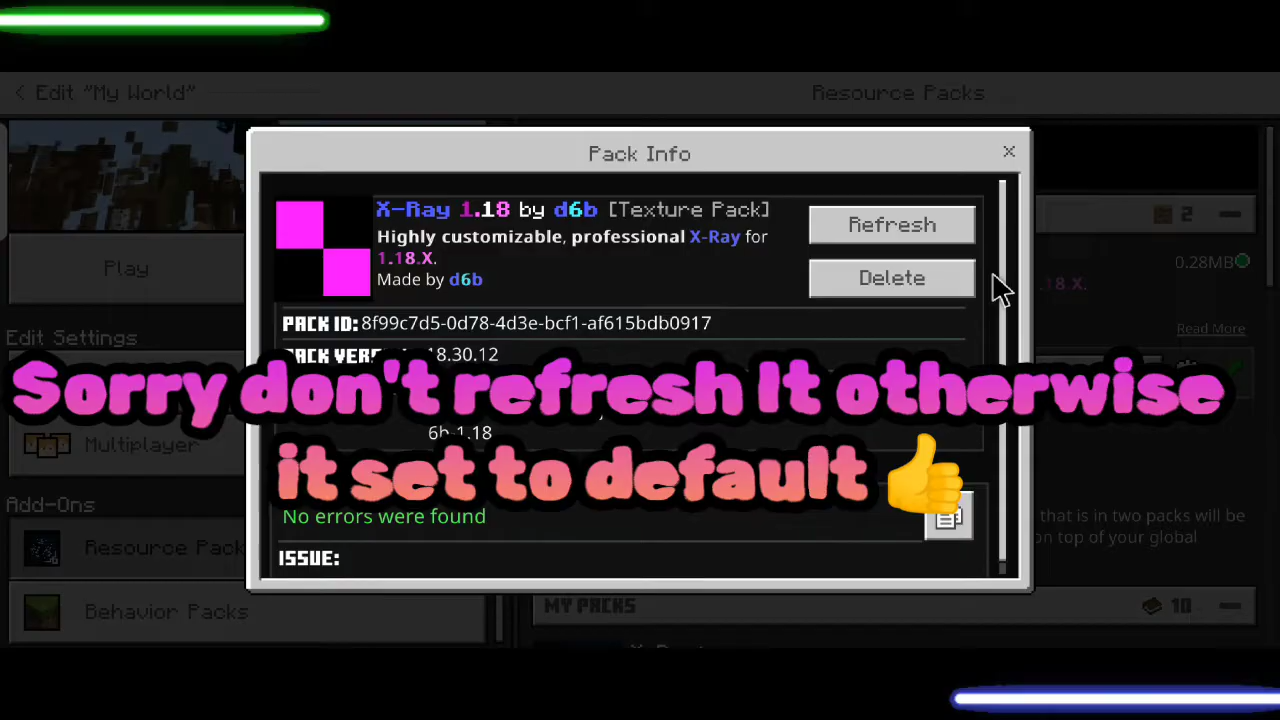 Edit "My World"
Resource Packs
Pack Info
X-Ray 1.18 by d6b [Texture Pack]
Highly customizable, professional X-Ray for
1.18.X.
Made by d6b
Refresh
Delete
2
Play
0.28MB
.18.X.
PACK ID: 8f99c7d5-0d78-4d3e-bcf1-af615bdb0917
Read More
Edit Settings
PACK VERS
18.30.12
Sorry don't refresh It otherwise
6b-1.18
Multiplayer
it set to default 👍
Add-Ons
No errors were found
that is in two packs will be
on top of your global
Resource Pack
ISSUE:
Behavior Packs
MY PACKS
10